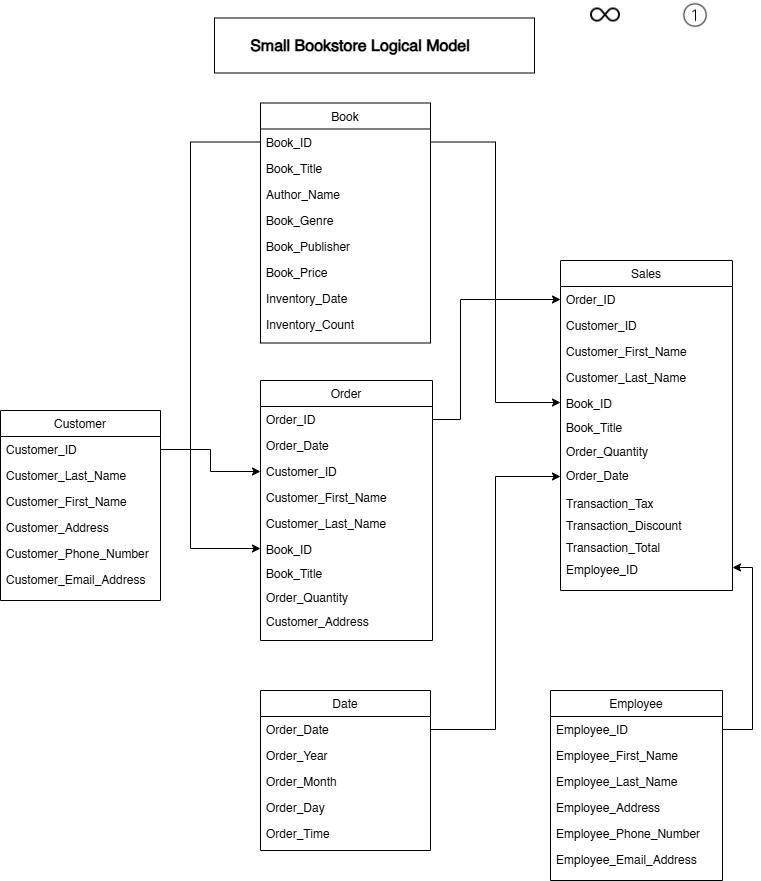 ∞
1
Small Bookstore Logical Model
Book
Book_ID
Book_Title
Author_Name
Book_Genre
Book_Publisher
Book_Price
Inventory_Date
Inventory_Count
Sales
Order_ID
Customer_ID
Customer_First_Name
Customer_Last_Name
Book_ID
Book_Title
Order_Quantity
Order_Date
Transaction_Tax
Transaction_Discount
Transaction_Total
Employee_ID
Order
Order_ID
Order_Date
Customer_ID
Customer_First_Name
Customer_Last_Name
Book_ID
Book_Title
Order_Quantity
Customer_Address
Customer
Customer_ID
Customer_Last_Name
Customer_First_Name
Customer_Address
Customer_Phone_Number
Customer_Email_Address
Date
Order_Date
Order_Year
Order_Month
Order_Day
Order_Time
Employee
Employee_ID
Employee_First_Name
Employee_Last_Name
Employee_Address
Employee_Phone_Number
Employee_Email_Address